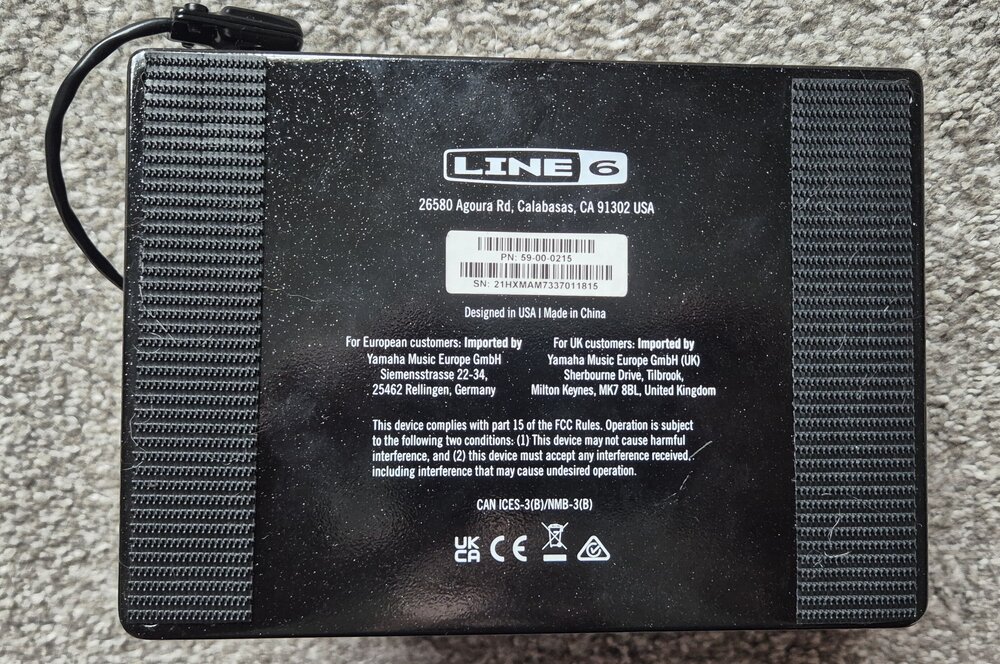 LINE 6
26580 Agoura Rd, Calabasas, CA 91302 USA
PN: 59-00-0215
SN: 21HXMAM7337011815
Designed in USA | Made in China
For European customers: Imported by
Yamaha Music Europe GmbH
Siemensstrasse 22-34,
25462 Rellingen, Germany
For UK customers: Imported by
Yamaha Music Europe GmbH (UK)
Sherbourne Drive, Tilbrook,
Milton Keynes, MK7 8BL, United Kingdom
This device complies with part 15 of the FCC Rules. Operation is subject
to the following two conditions: (1) This device may not cause harmful
interference, and (2) this device must accept any interference received,
including interference that may cause undesired operation.
CAN ICES-3(B)/NMB-3(B)
UK
CA CE